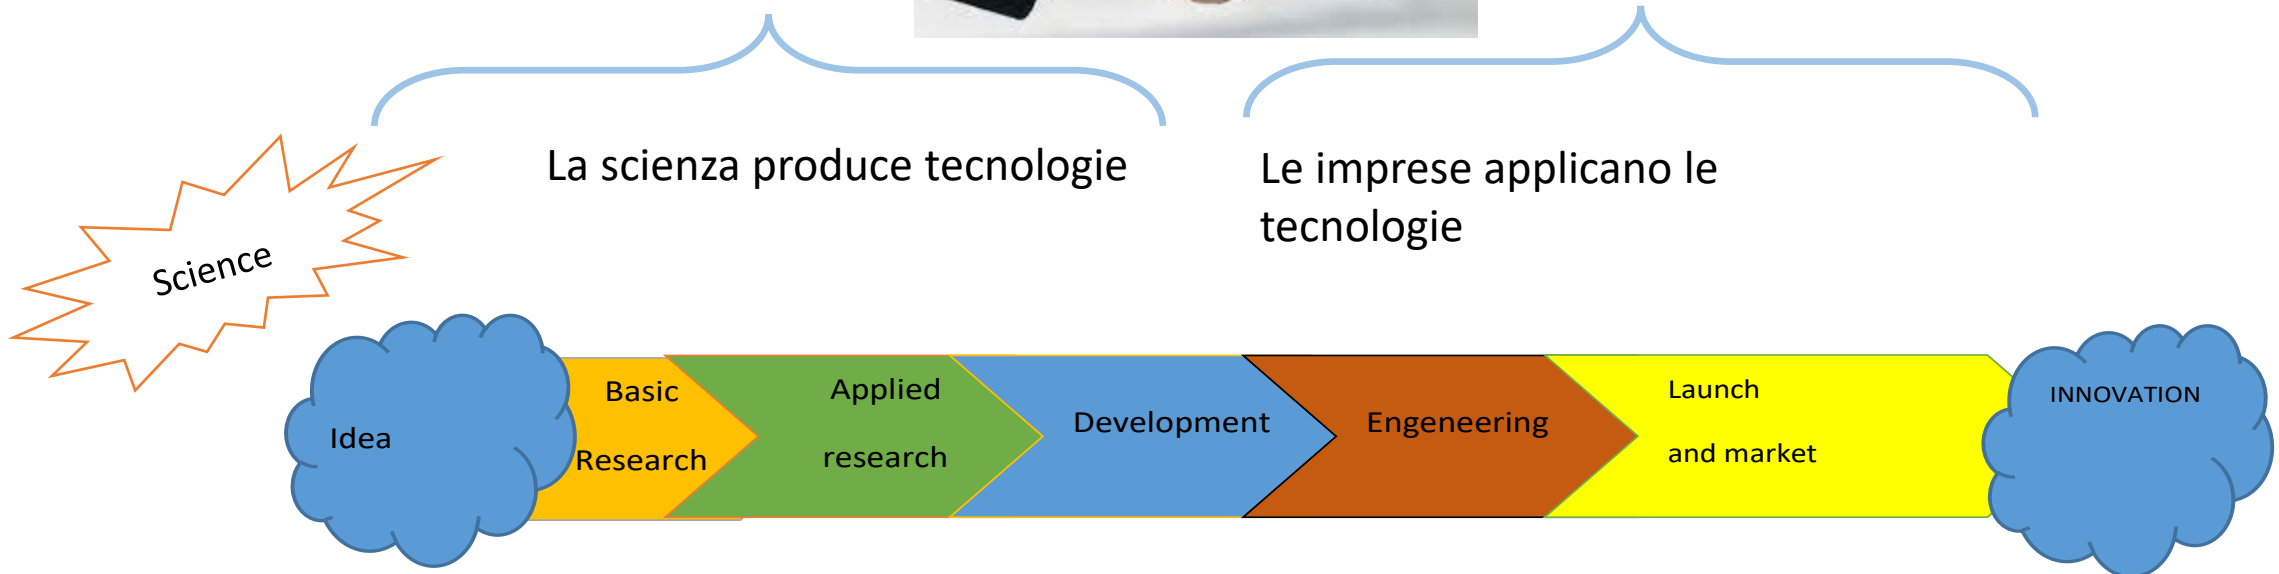 La scienza produce tecnologie
Le imprese applicano le
tecnologie
Science
Idea
Basic
Research
Applied
research
Development
Engeneering
Launch
and market
INNOVATION